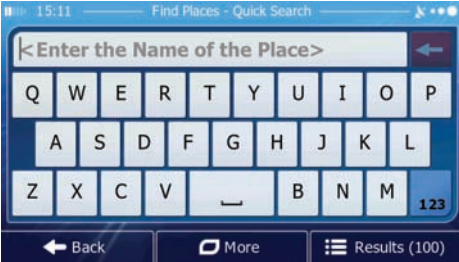 15:11 Find Places - Quick Search
<Enter the Name of the Place>
Q W E R T Y U I O P
A S D F G H J K L
Z X C V B N M 123
Back More Results (100)